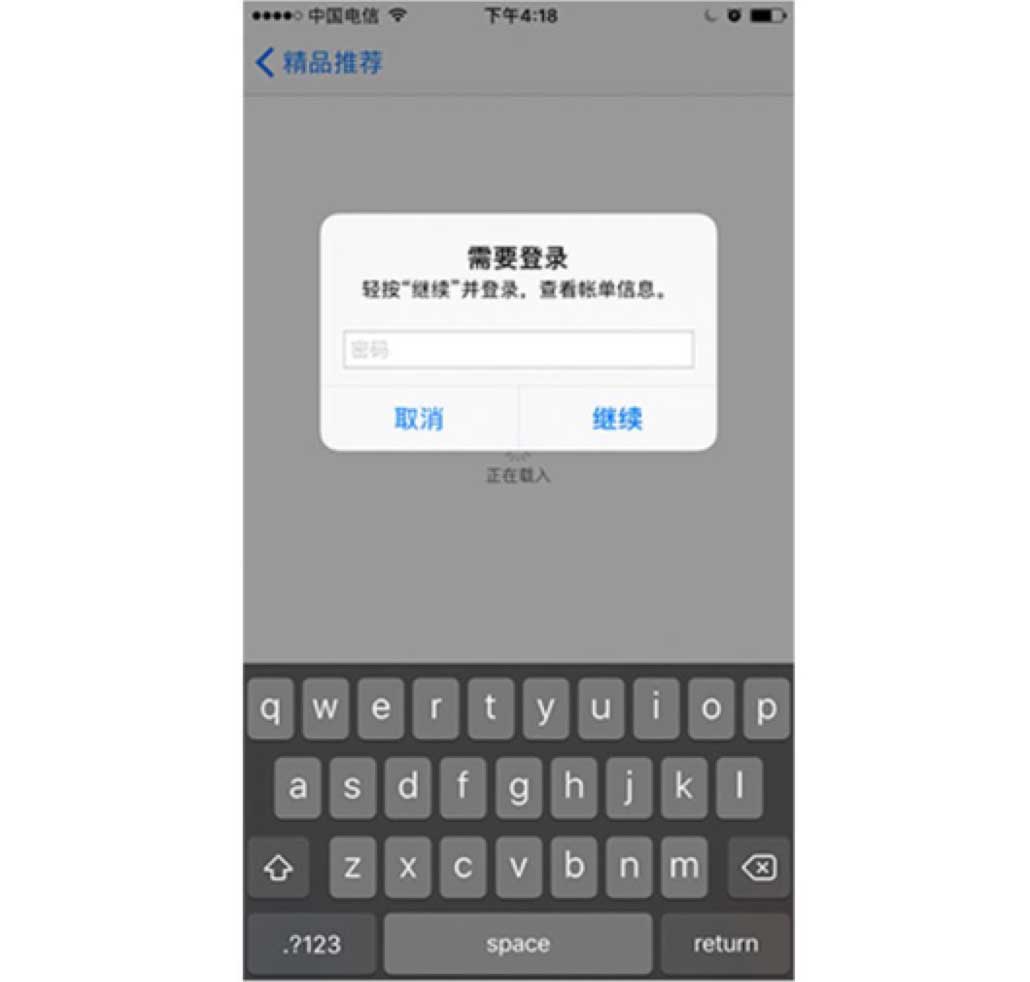 中国电信 下午4:18
精品推荐
需要登录
轻按“继续”并登录，查看帐单信息。
密码
取消 继续
正在载入
q w e r t y u i o p
a s d f g h j k l
z x c v b n m
.?123 space return